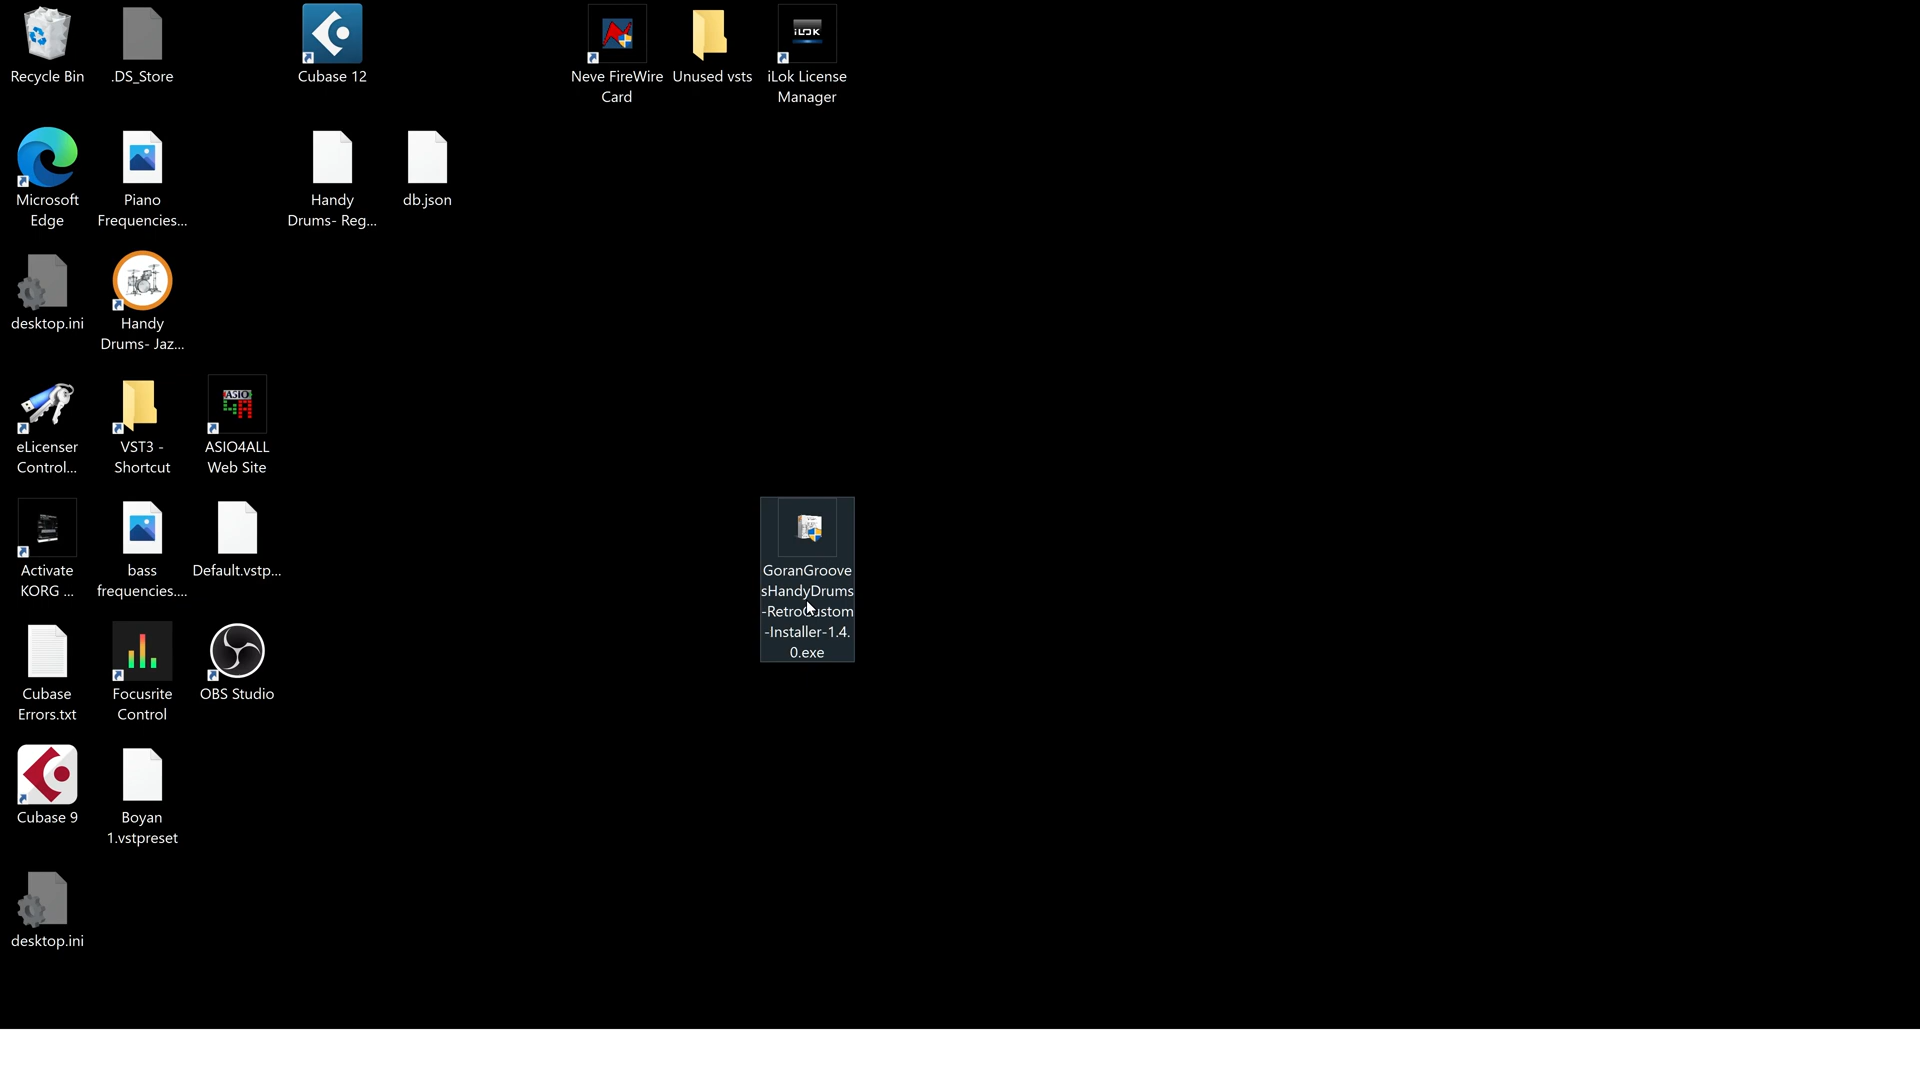 Recycle Bin
.DS_Store
Cubase 12
Neve FireWire
Card
Unused vsts
iLOK
iLok License
Manager
Microsoft
Edge
Piano
Frequencies...
Handy
Drums- Reg...
db.json
desktop.ini
Handy
Drums- Jaz...
eLicenser
Control...
VST3 -
Shortcut
ASIO
4A
ASIO4ALL
Web Site
Activate
KORG ...
bass
frequencies....
Default.vstp...
GoranGroove
sHandyDrums
-RetroCustom
-Installer-1.4.
0.exe
Cubase
Errors.txt
Focusrite
Control
OBS Studio
Cubase 9
Boyan
1.vstpreset
desktop.ini